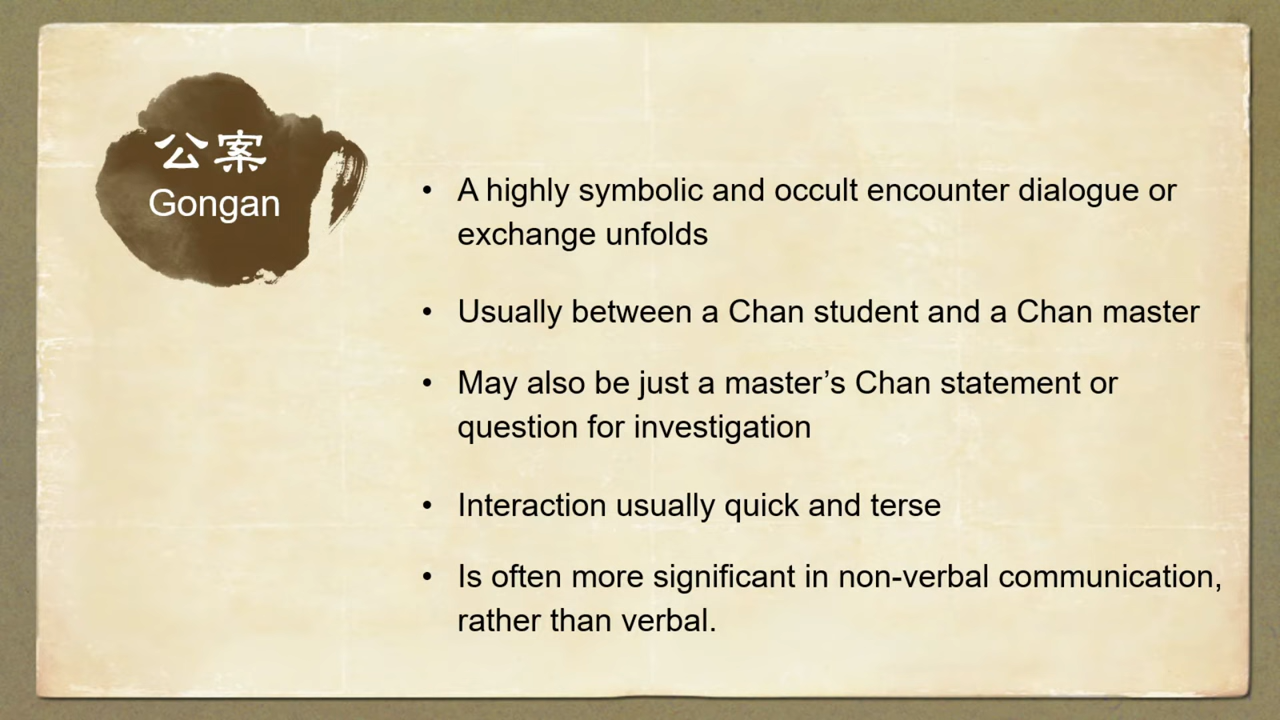 公案
Gongan
• A highly symbolic and occult encounter dialogue or
exchange unfolds
• Usually between a Chan student and a Chan master
• May also be just a master’s Chan statement or
question for investigation
• Interaction usually quick and terse
• Is often more significant in non-verbal communication,
rather than verbal.